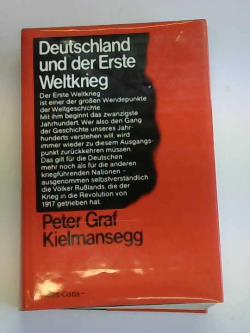 Deutschland
und der Erste
Weltkrieg
Der Erste Weltkrieg
ist einer der großen Wendepunkte
der Weltgeschichte.
Mit ihm beginnt das zwanzigste
Jahrhundert. Wer also den Gang
der Geschichte unseres Jahr-
hunderts verstehen will, wird
immer wieder zu diesem Ausgangs-
punkt zurückkehren müssen.
Das gilt für die Deutschen
mehr noch als für die anderen
kriegführenden Nationen –
ausgenommen selbstverständlich
die Völker Rußlands, die der
Krieg in die Revolution von
1917 getrieben hat.
Peter Graf
Kielmansegg